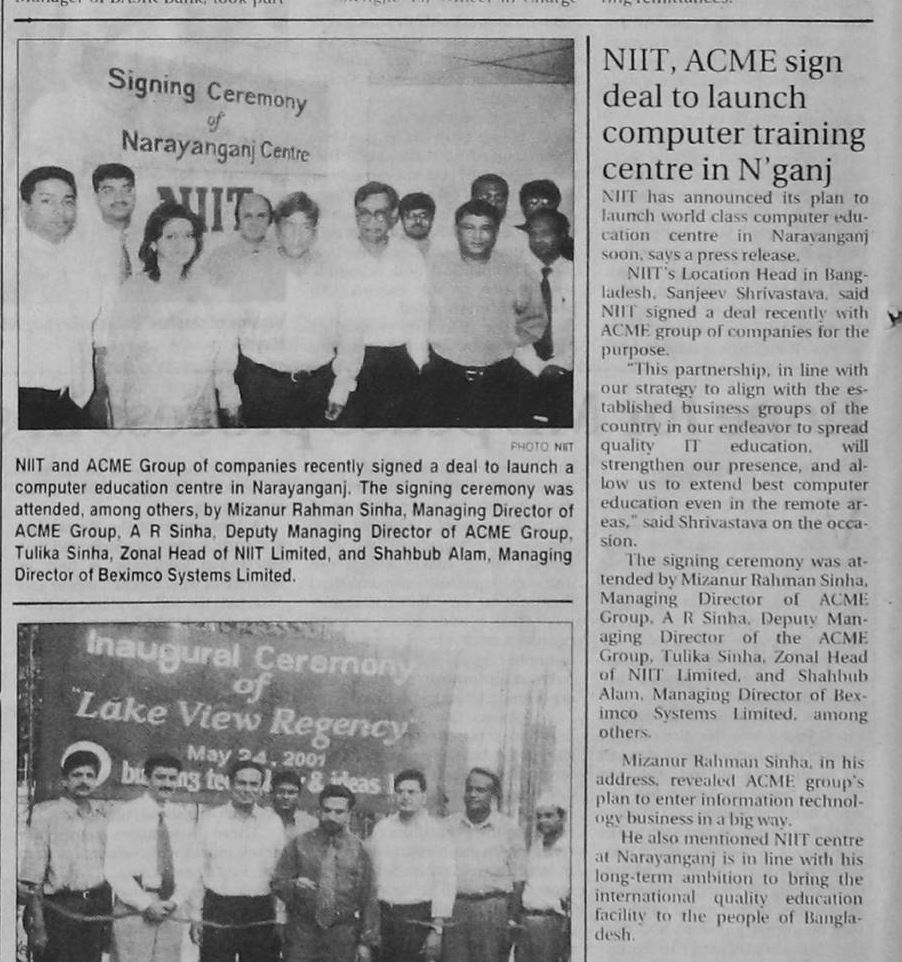 Manager of BASIC Bank, took part
ring remittances.
Signing Ceremony
of
Narayanganj Centre
NIIT
PHOTO NIIT
NIIT and ACME Group of companies recently signed a deal to launch a
computer education centre in Narayanganj. The signing ceremony was
attended, among others, by Mizanur Rahman Sinha, Managing Director of
ACME Group, A R Sinha, Deputy Managing Director of ACME Group,
Tulika Sinha, Zonal Head of NIIT Limited, and Shahbub Alam, Managing
Director of Beximco Systems Limited.
Inaugural Ceremony
of
"Lake View Regency"
May 24, 2001
& ideas
NIIT, ACME sign
deal to launch
computer training
centre in N'ganj
NIIT has announced its plan to
launch world class computer edu-
cation centre in Narayanganj
soon, says a press release.
NIIT's Location Head in Bang-
ladesh, Sanjeev Shrivastava, said
NIIT signed a deal recently with
ACME group of companies for the
purpose.
"This partnership, in line with
our strategy to align with the es-
tablished business groups of the
country in our endeavor to spread
quality IT education, will
strengthen our presence, and al-
low us to extend best computer
education even in the remote ar-
eas," said Shrivastava on the occa-
sion.
The signing ceremony was at-
tended by Mizanur Rahman Sinha,
Managing Director of ACME
Group, A R Sinha, Deputy Man-
aging Director of the ACME
Group, Tulika Sinha, Zonal Head
of NIIT Limited, and Shahbub
Alam, Managing Director of Bex-
imco Systems Limited, among
others.
Mizanur Rahman Sinha, in his
address, revealed ACME group's
plan to enter information technol-
ogy business in a big way.
He also mentioned NIIT centre
at Narayanganj is in line with his
long-term ambition to bring the
international quality education
facility to the people of Bangla-
desh.